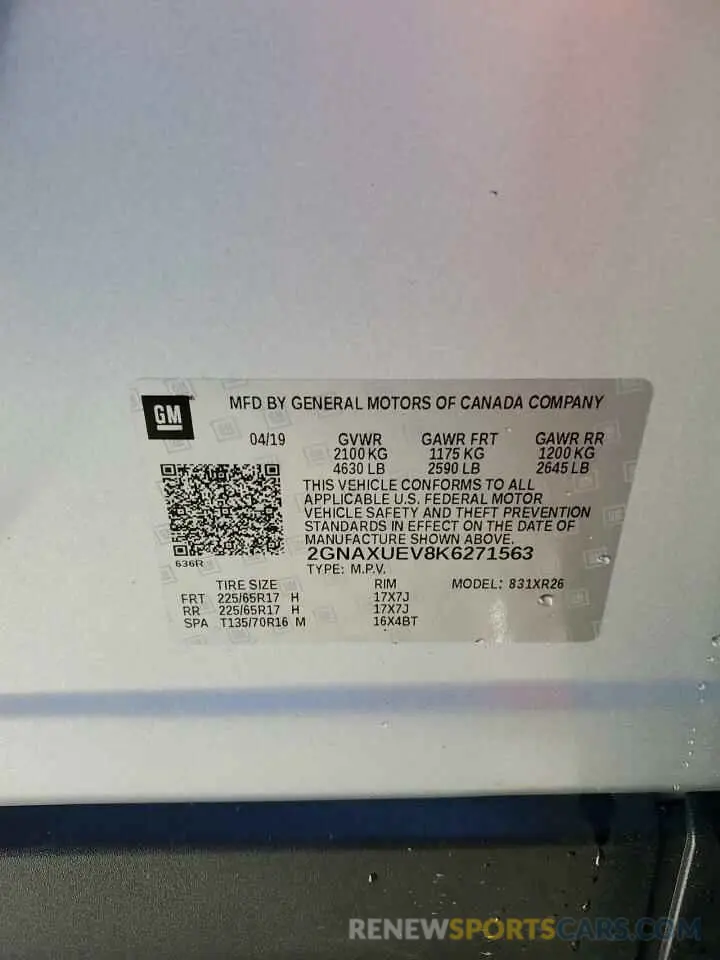 GM
MFD BY GENERAL MOTORS OF CANADA COMPANY
04/19 GVWR GAWR FRT GAWR RR
2100 KG 1175 KG 1200 KG
4630 LB 2590 LB 2645 LB
THIS VEHICLE CONFORMS TO ALL
APPLICABLE U.S. FEDERAL MOTOR
VEHICLE SAFETY AND THEFT PREVENTION
STANDARDS IN EFFECT ON THE DATE OF
MANUFACTURE SHOWN ABOVE.
2GNAXUEV8K6271563
636R
TYPE: M.P.V.
TIRE SIZE RIM MODEL: 831XR26
FRT 225/65R17 H 17X7J
RR 225/65R17 H 17X7J
SPA T135/70R16 M 16X4BT
RENEWSPORTSCARS.COM